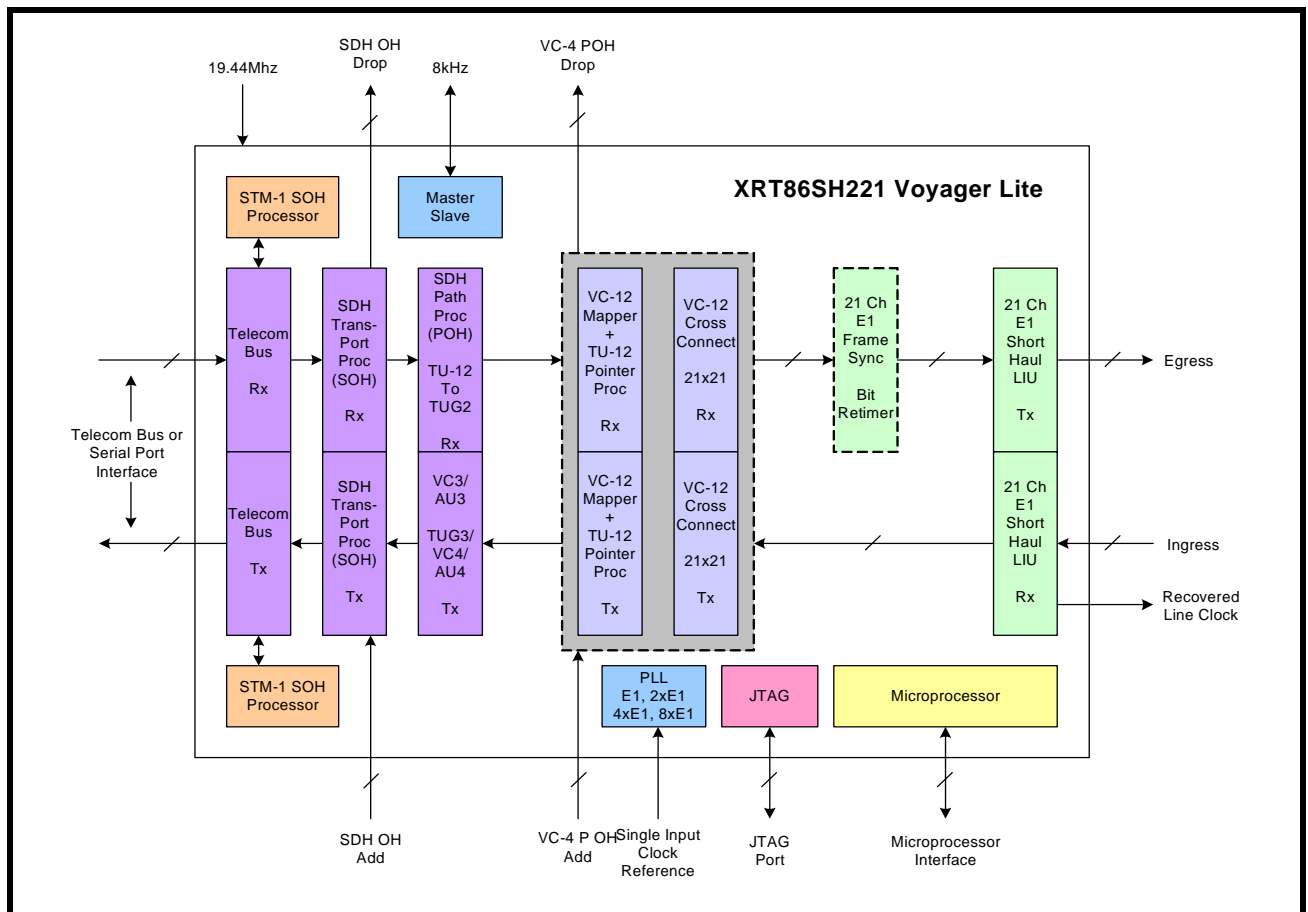 SDH OH
Drop
VC-4 POH
Drop
19.44Mhz
8kHz
XRT86SH221 Voyager Lite
STM-1 SOH
Processor
Master
Slave
Telecom
Bus
Rx
SDH
Trans-
Port
Proc
(SOH)
Rx
SDH
Path
Proc
(POH)
TU-12
To
TUG2
Rx
VC-12
Mapper
+
TU-12
Pointer
Proc
Rx
VC-12
Cross
Connect
21x21
Rx
21 Ch
E1
Frame
Sync
Bit
Retimer
21 Ch
E1
Short
Haul
LIU
Tx
Egress
Telecom Bus or
Serial Port
Interface
Telecom
Bus
Tx
SDH
Trans-
Port
Proc
(SOH)
Tx
VC3/
AU3
TUG3/
VC4/
AU4
Tx
VC-12
Mapper
+
TU-12
Pointer
Proc
Tx
VC-12
Cross
Connect
21x21
Tx
21 Ch
E1
Short
Haul
LIU
Rx
Ingress
Recovered
Line Clock
STM-1 SOH
Processor
PLL
E1, 2xE1
4xE1, 8xE1
JTAG
Microprocessor
SDH OH
Add
VC-4 P OH
Add
Single Input
Clock
Reference
JTAG
Port
Microprocessor
Interface